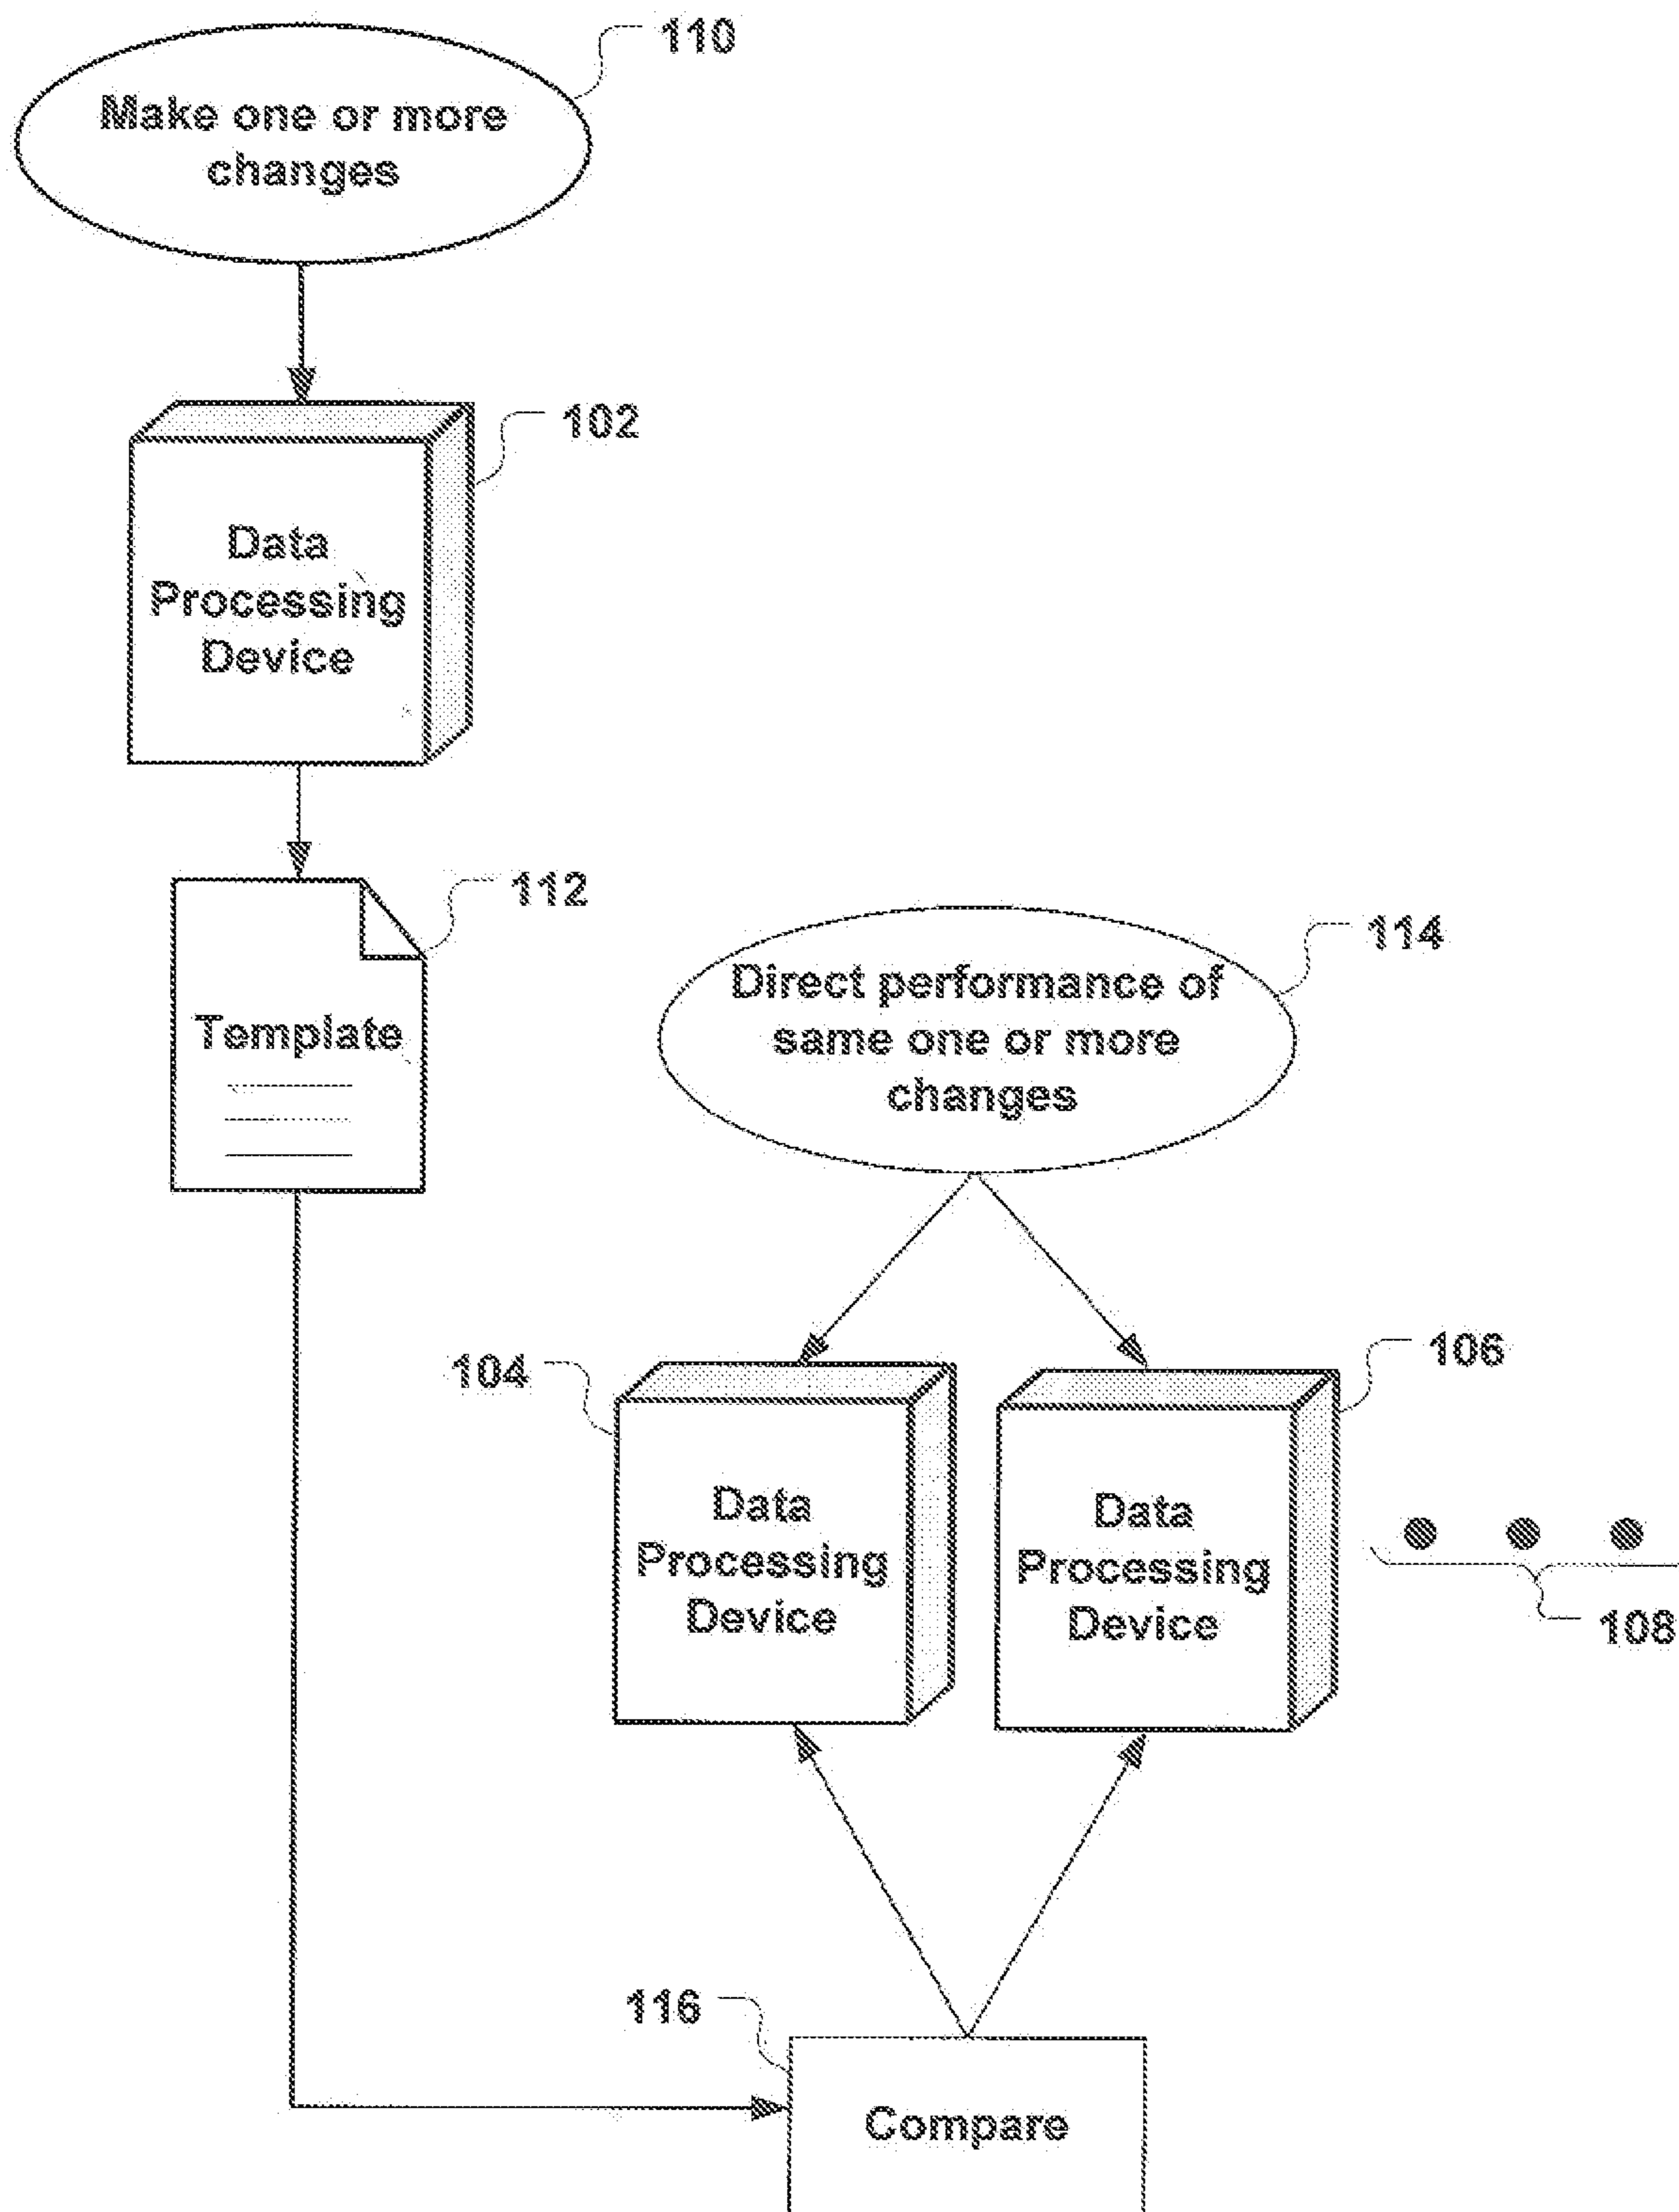 110
Make one or more
changes
102
Data
Processing
Device
112
Template
114
Direct performance of
same one or more
changes
104
106
Data
Processing
Device
Data
Processing
Device
108
116
Compare